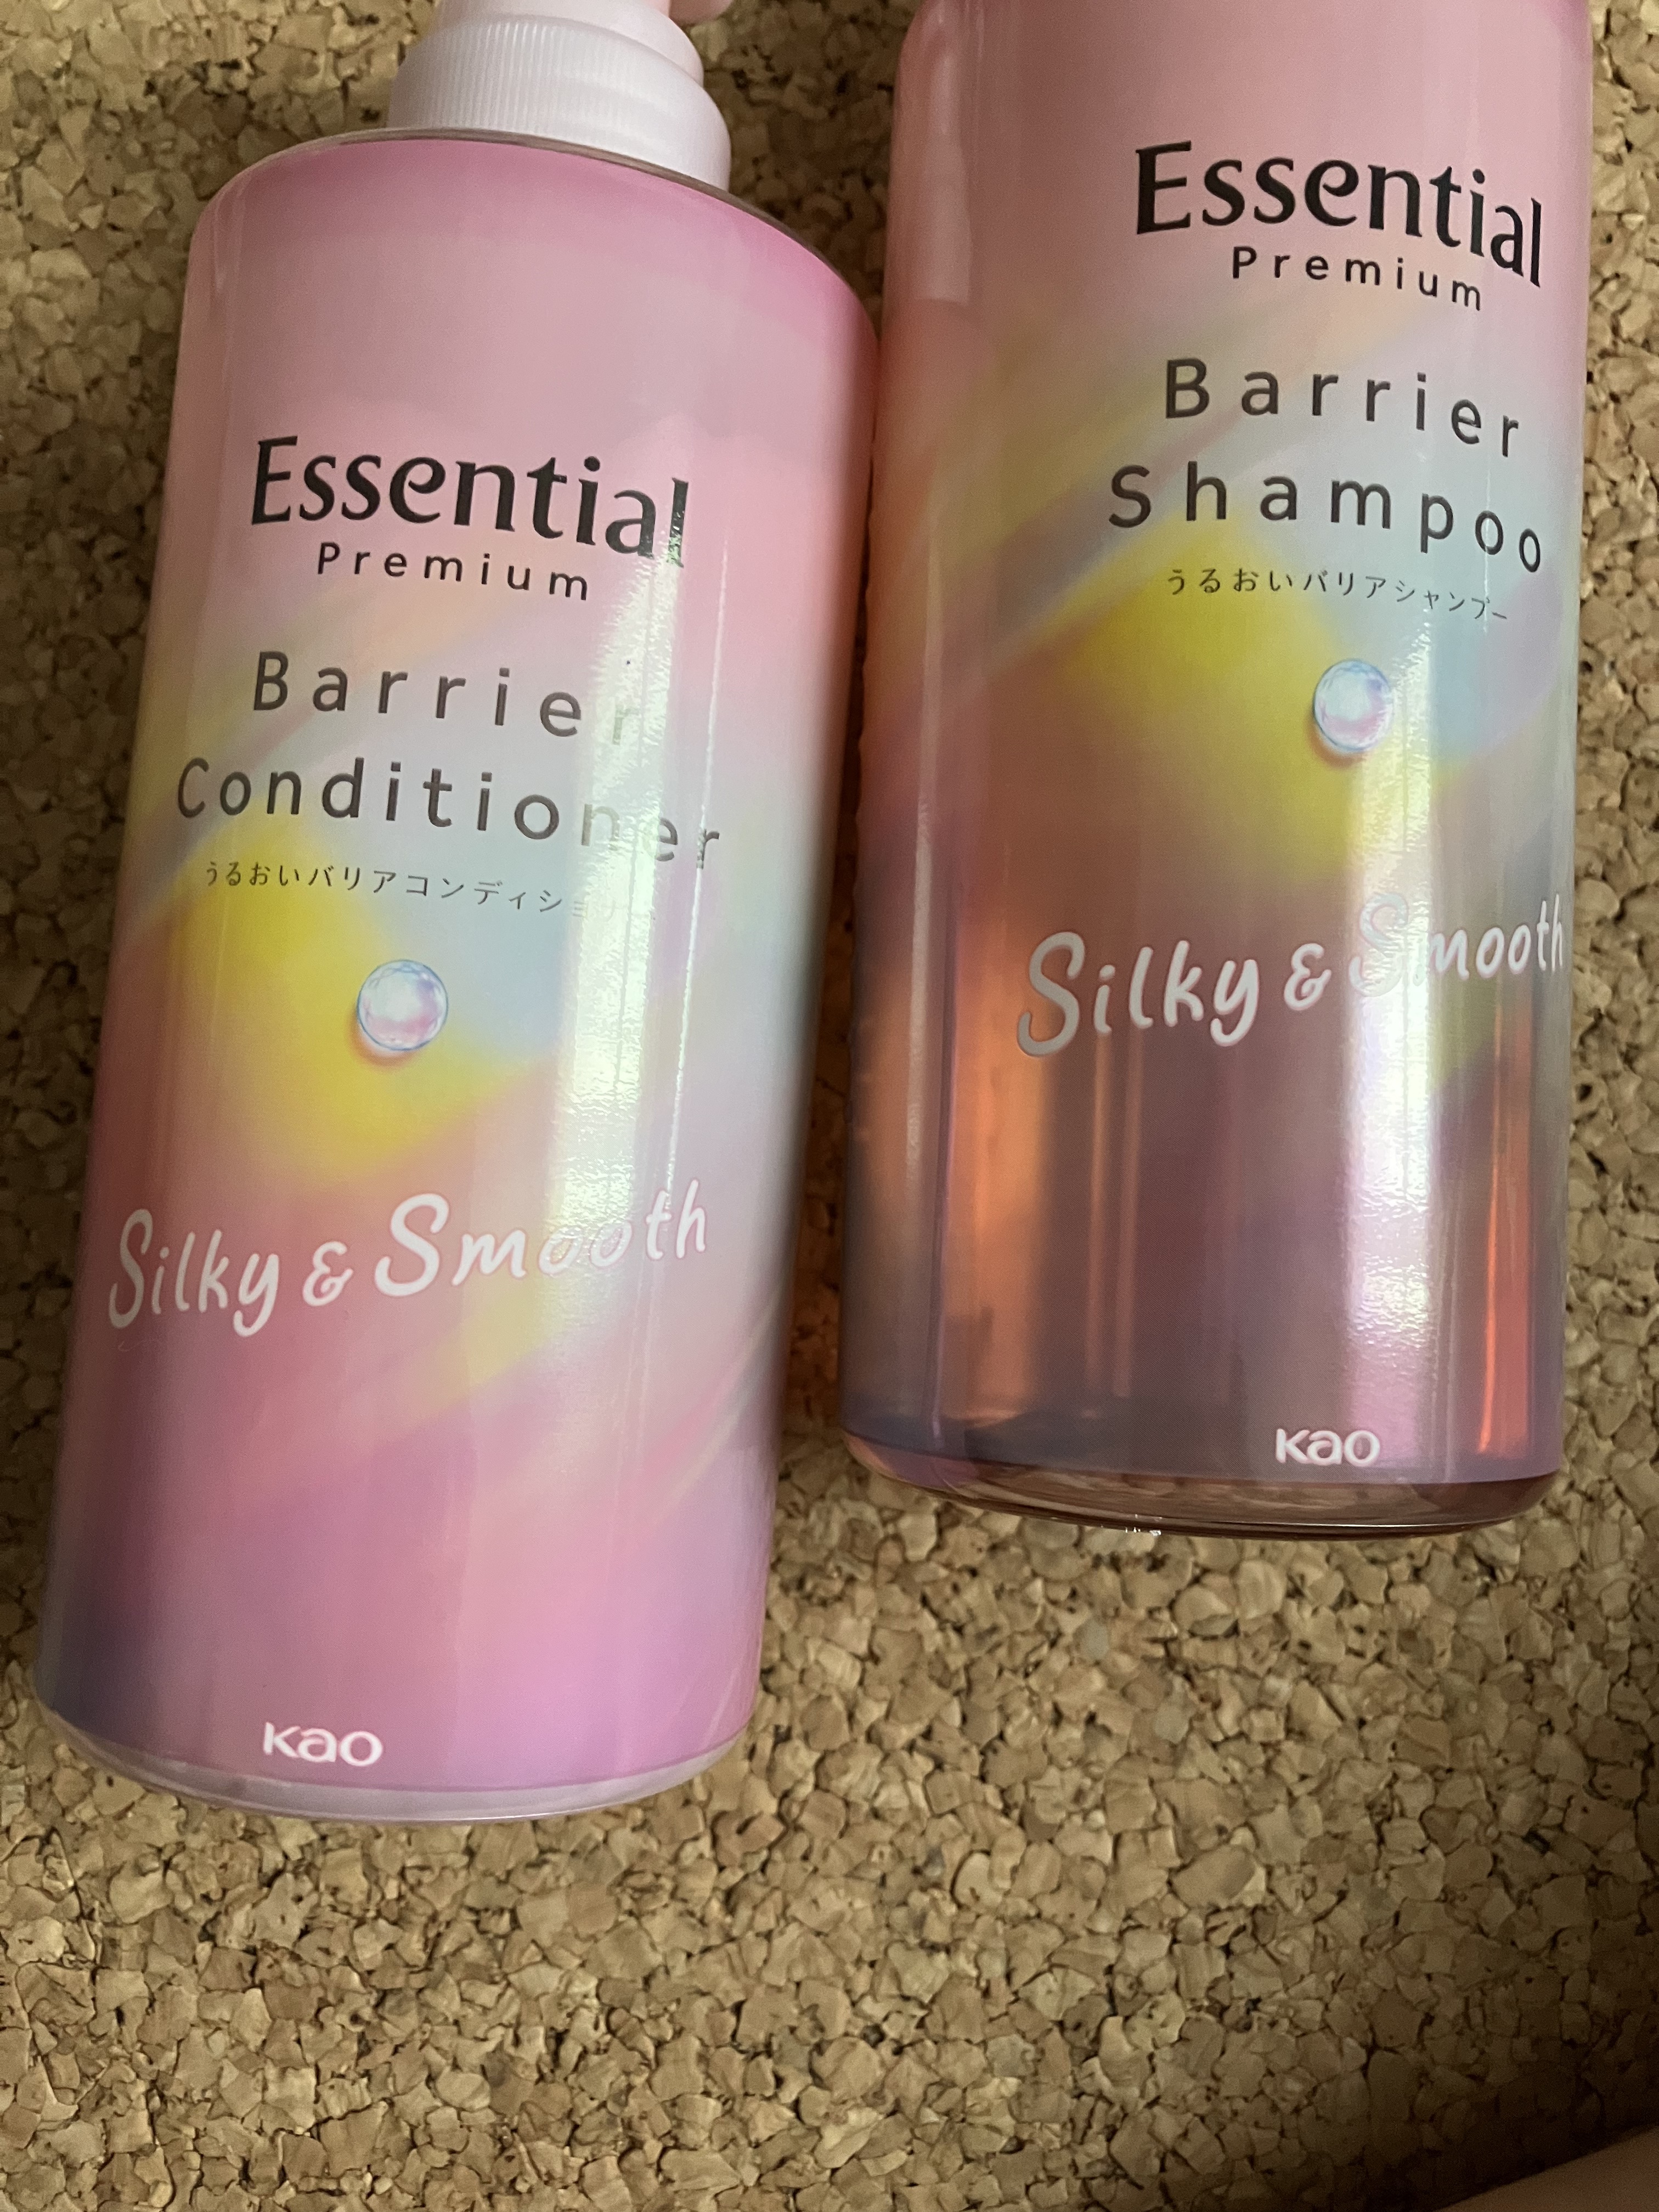 Essential
Premium
Barrier
Conditioner
うるおいバリアコンディショ
Silky & Smooth
Kao
Essential
Premium
Barrier
Shampoo
うるおいバリアシャンプー
Silky & Smooth
Kao